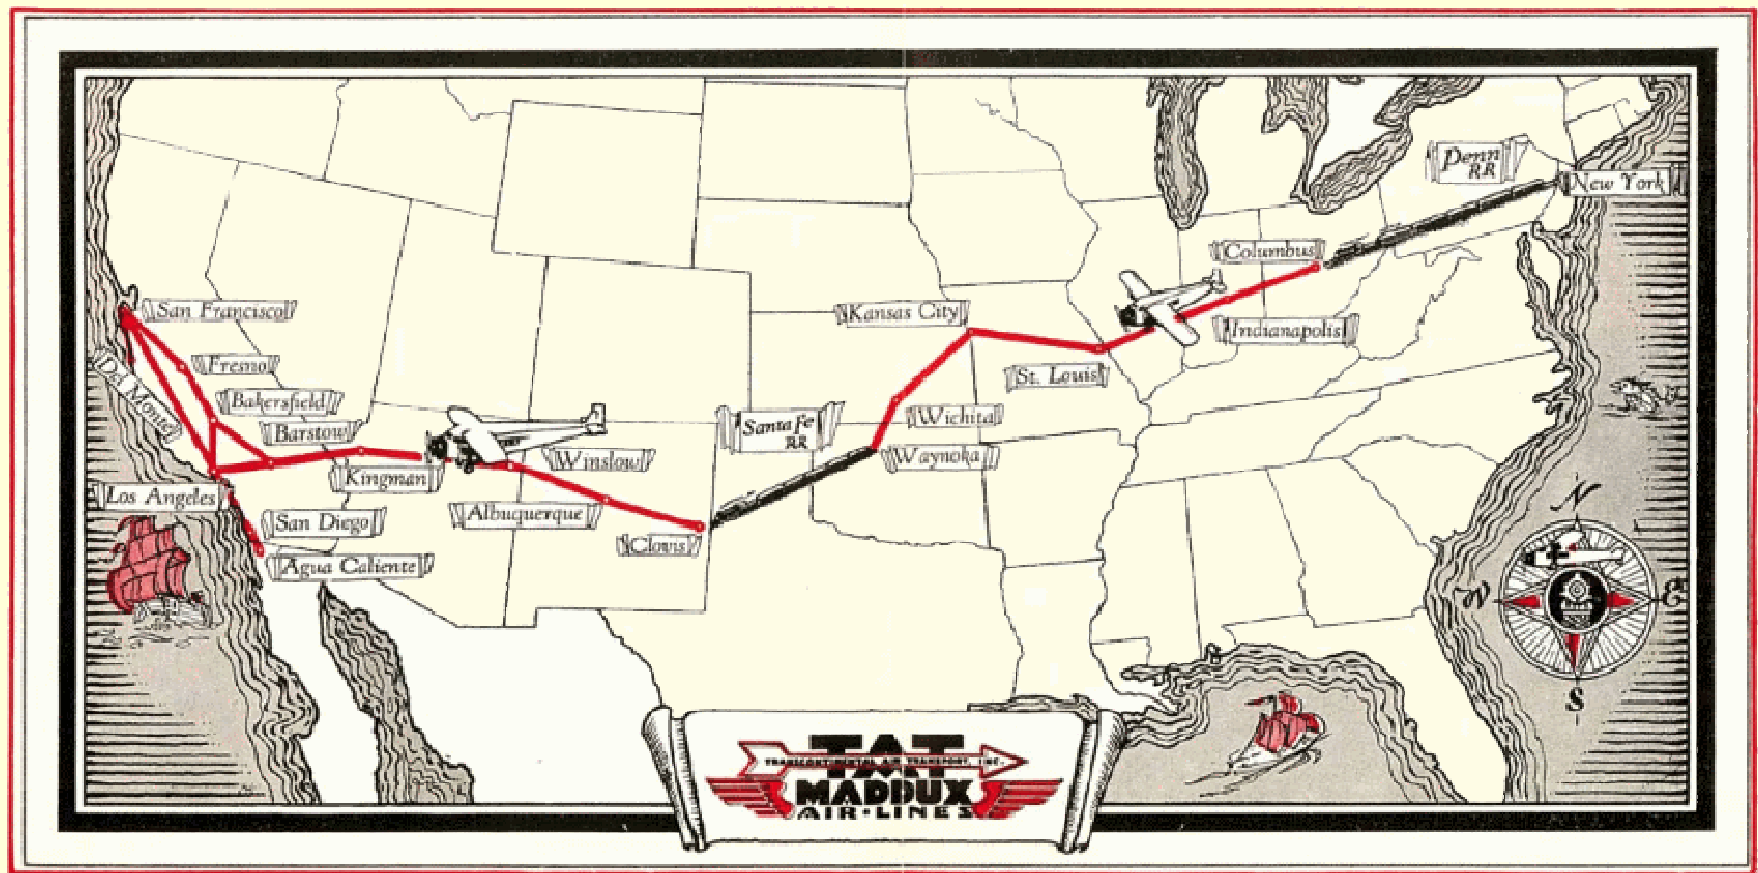 Penn
RR
New York
Columbus
San Francisco
Kansas City
Indianapolis
Fresno
St. Louis
Del Monte
Bakersfield
Santa Fe
RR
Wichita
Barstow
Winslow
Waynoka
Kingman
Los Angeles
Albuquerque
San Diego
Clovis
Agua Caliente
N
W
E
S
TAT
TRANSCONTINENTAL AIR TRANSPORT, INC.
MADDUX
AIR-LINES